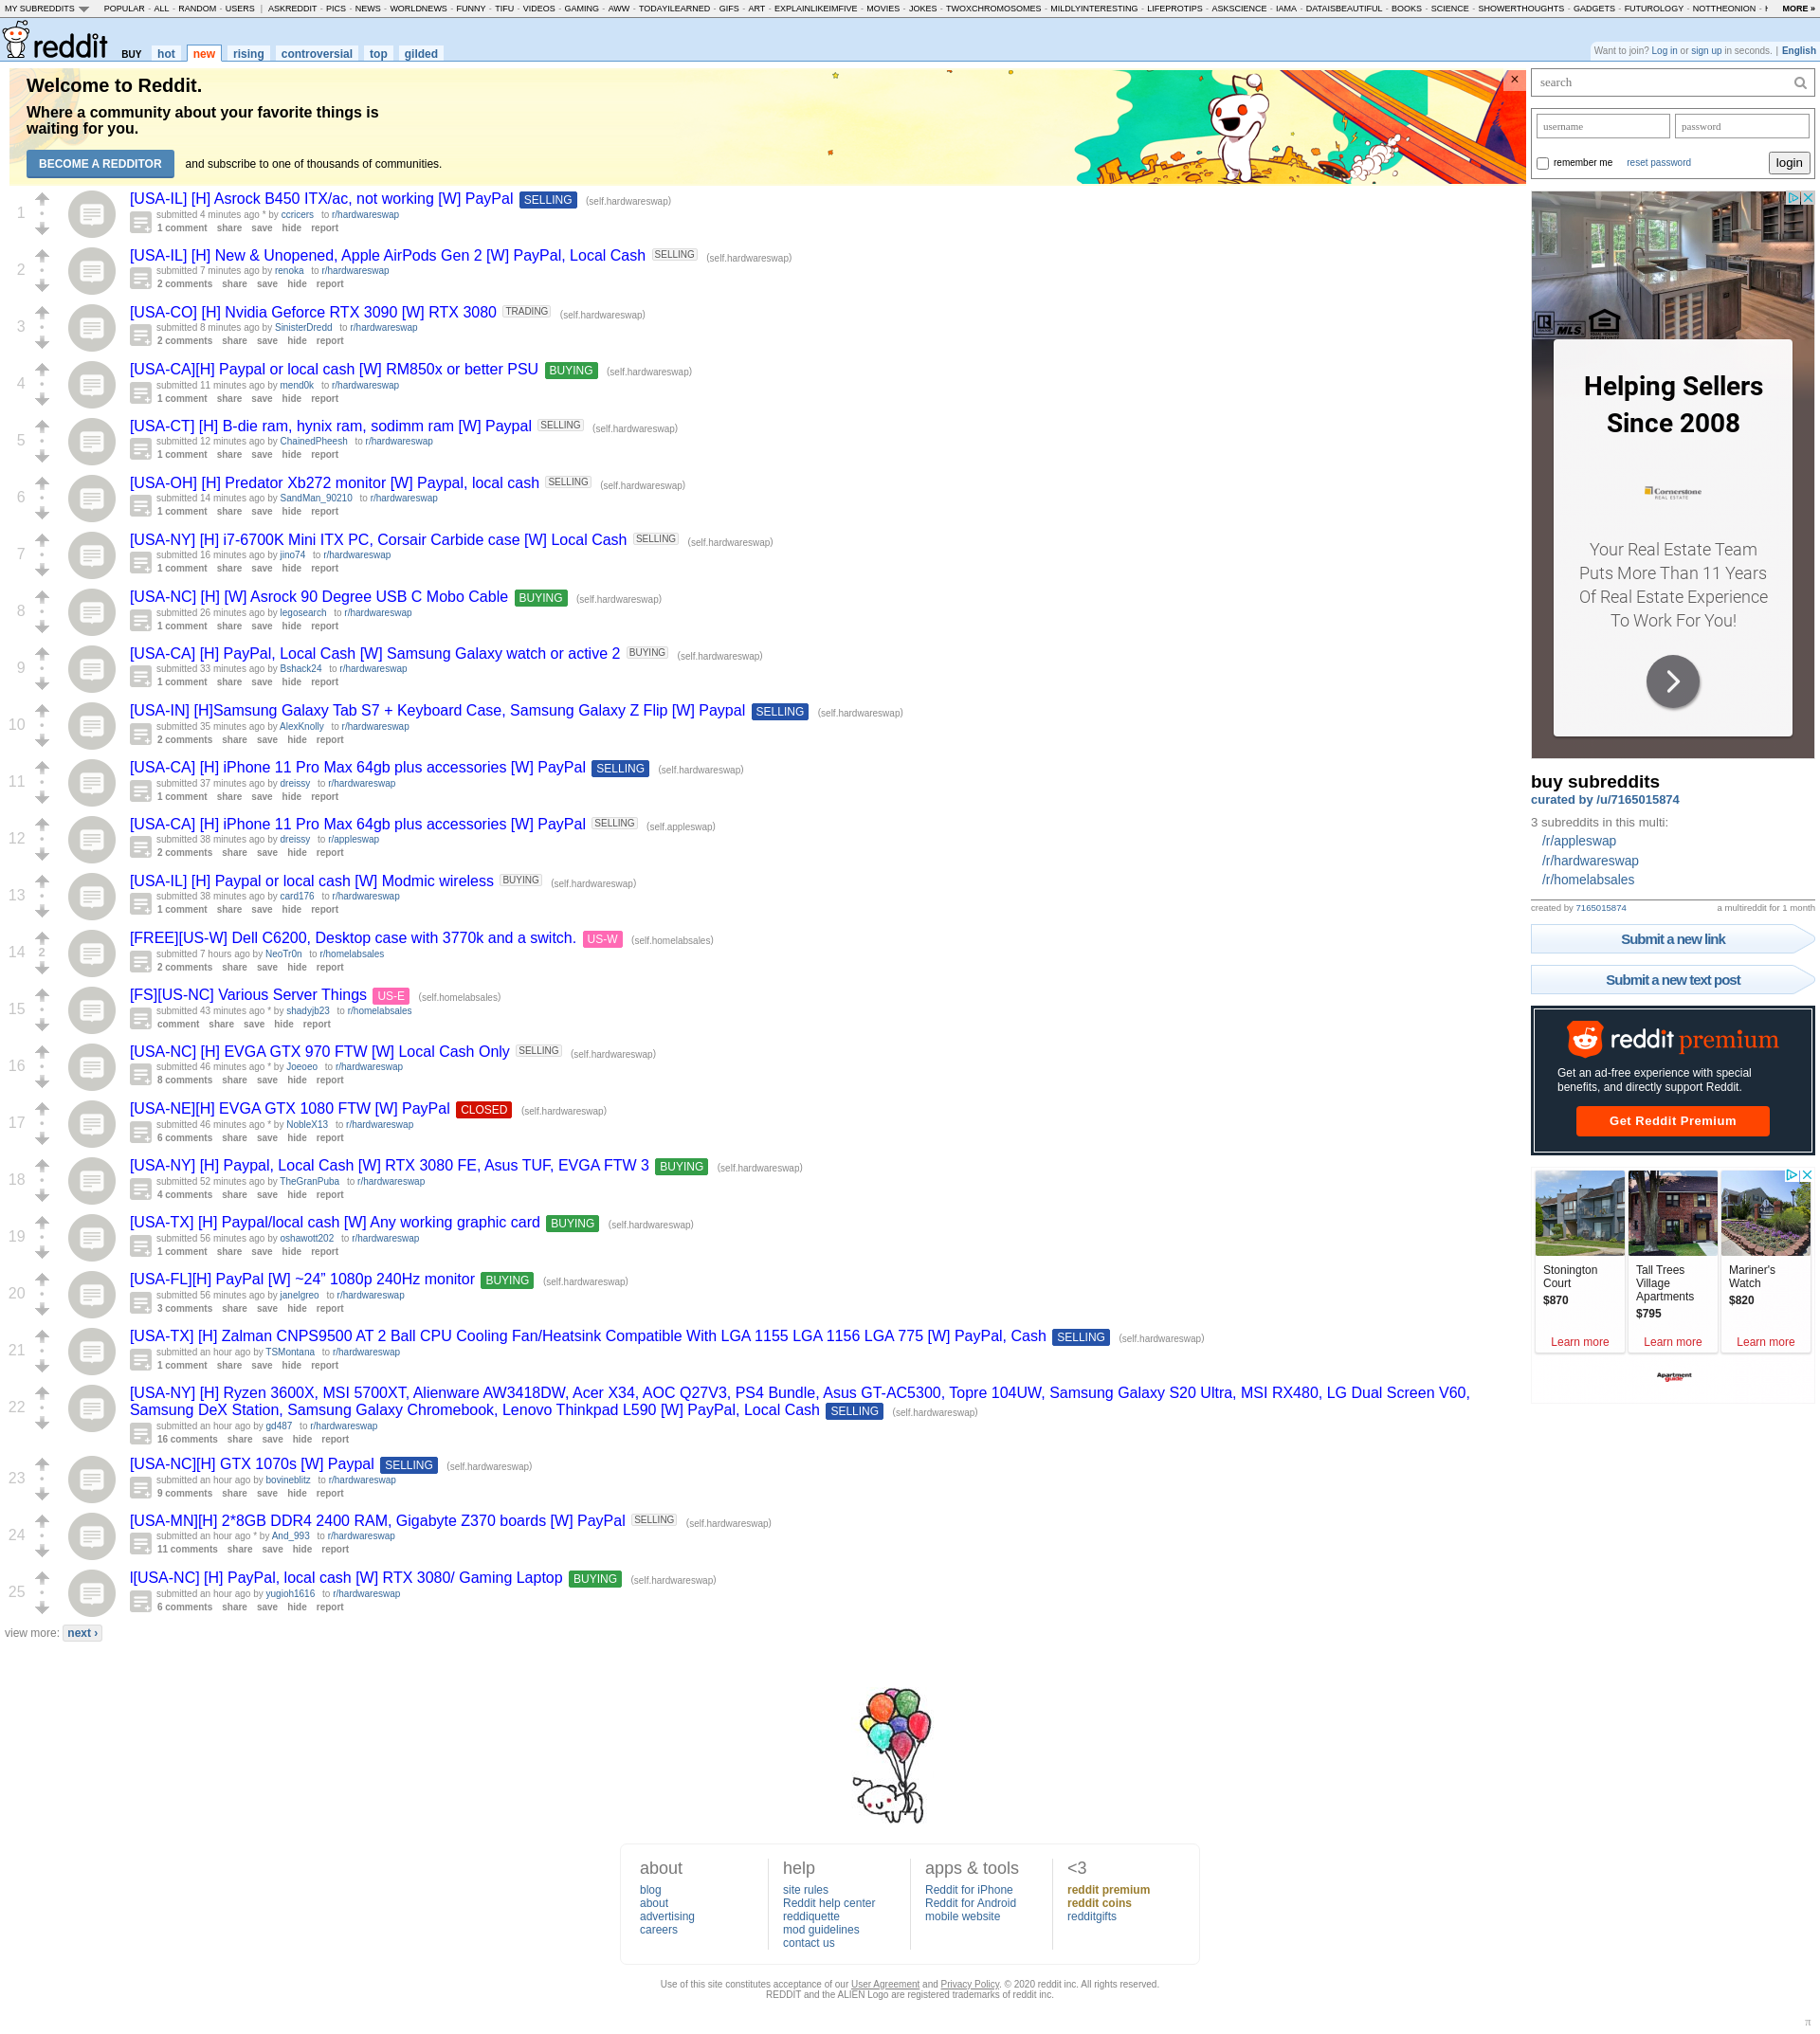 MY SUBREDDITS POPULAR - ALL - RANDOM - USERS | ASKREDDIT - PICS - NEWS - WORLDNEWS - FUNNY - TIFU - VIDEOS - GAMING - AWW - TODAYILEARNED - GIFS - ART - EXPLAINLIKEIMFIVE - MOVIES - JOKES - TWOXCHROMOSOMES - MILDLYINTERESTING - LIFEPROTIPS - ASKSCIENCE - IAMA - DATAISBEAUTIFUL - BOOKS - SCIENCE - SHOWERTHOUGHTS - GADGETS - FUTUROLOGY - NOTTHEONION - MORE »
reddit BUY hot new rising controversial top gilded
Want to join? Log in or sign up in seconds. | English
Welcome to Reddit.
Where a community about your favorite things is
waiting for you.
BECOME A REDDITOR and subscribe to one of thousands of communities.
×
1
[USA-IL] [H] Asrock B450 ITX/ac, not working [W] PayPal SELLING (self.hardwareswap)
submitted 4 minutes ago * by ccricers to r/hardwareswap
1 comment share save hide report
2
[USA-IL] [H] New & Unopened, Apple AirPods Gen 2 [W] PayPal, Local Cash SELLING (self.hardwareswap)
submitted 7 minutes ago by renoka to r/hardwareswap
2 comments share save hide report
3
[USA-CO] [H] Nvidia Geforce RTX 3090 [W] RTX 3080 TRADING (self.hardwareswap)
submitted 8 minutes ago by SinisterDredd to r/hardwareswap
2 comments share save hide report
4
[USA-CA][H] Paypal or local cash [W] RM850x or better PSU BUYING (self.hardwareswap)
submitted 11 minutes ago by mend0k to r/hardwareswap
1 comment share save hide report
5
[USA-CT] [H] B-die ram, hynix ram, sodimm ram [W] Paypal SELLING (self.hardwareswap)
submitted 12 minutes ago by ChainedPheesh to r/hardwareswap
1 comment share save hide report
6
[USA-OH] [H] Predator Xb272 monitor [W] Paypal, local cash SELLING (self.hardwareswap)
submitted 14 minutes ago by SandMan_90210 to r/hardwareswap
1 comment share save hide report
7
[USA-NY] [H] i7-6700K Mini ITX PC, Corsair Carbide case [W] Local Cash SELLING (self.hardwareswap)
submitted 16 minutes ago by jino74 to r/hardwareswap
1 comment share save hide report
8
[USA-NC] [H] [W] Asrock 90 Degree USB C Mobo Cable BUYING (self.hardwareswap)
submitted 26 minutes ago by legosearch to r/hardwareswap
1 comment share save hide report
9
[USA-CA] [H] PayPal, Local Cash [W] Samsung Galaxy watch or active 2 BUYING (self.hardwareswap)
submitted 33 minutes ago by Bshack24 to r/hardwareswap
1 comment share save hide report
10
[USA-IN] [H]Samsung Galaxy Tab S7 + Keyboard Case, Samsung Galaxy Z Flip [W] Paypal SELLING (self.hardwareswap)
submitted 35 minutes ago by AlexKnolly to r/hardwareswap
2 comments share save hide report
11
[USA-CA] [H] iPhone 11 Pro Max 64gb plus accessories [W] PayPal SELLING (self.hardwareswap)
submitted 37 minutes ago by dreissy to r/hardwareswap
1 comment share save hide report
12
[USA-CA] [H] iPhone 11 Pro Max 64gb plus accessories [W] PayPal SELLING (self.appleswap)
submitted 38 minutes ago by dreissy to r/appleswap
2 comments share save hide report
13
[USA-IL] [H] Paypal or local cash [W] Modmic wireless BUYING (self.hardwareswap)
submitted 38 minutes ago by card176 to r/hardwareswap
1 comment share save hide report
14 2
[FREE][US-W] Dell C6200, Desktop case with 3770k and a switch. US-W (self.homelabsales)
submitted 7 hours ago by NeoTr0n to r/homelabsales
2 comments share save hide report
15
[FS][US-NC] Various Server Things US-E (self.homelabsales)
submitted 43 minutes ago * by shadyjb23 to r/homelabsales
comment share save hide report
16
[USA-NC] [H] EVGA GTX 970 FTW [W] Local Cash Only SELLING (self.hardwareswap)
submitted 46 minutes ago * by Joeoeo to r/hardwareswap
8 comments share save hide report
17
[USA-NE][H] EVGA GTX 1080 FTW [W] PayPal CLOSED (self.hardwareswap)
submitted 46 minutes ago * by NobleX13 to r/hardwareswap
6 comments share save hide report
18
[USA-NY] [H] Paypal, Local Cash [W] RTX 3080 FE, Asus TUF, EVGA FTW 3 BUYING (self.hardwareswap)
submitted 52 minutes ago by TheGranPuba to r/hardwareswap
4 comments share save hide report
19
[USA-TX] [H] Paypal/local cash [W] Any working graphic card BUYING (self.hardwareswap)
submitted 56 minutes ago by oshawott202 to r/hardwareswap
1 comment share save hide report
20
[USA-FL][H] PayPal [W] ~24” 1080p 240Hz monitor BUYING (self.hardwareswap)
submitted 56 minutes ago by janelgreo to r/hardwareswap
3 comments share save hide report
21
[USA-TX] [H] Zalman CNPS9500 AT 2 Ball CPU Cooling Fan/Heatsink Compatible With LGA 1155 LGA 1156 LGA 775 [W] PayPal, Cash SELLING (self.hardwareswap)
submitted an hour ago by TSMontana to r/hardwareswap
1 comment share save hide report
22
[USA-NY] [H] Ryzen 3600X, MSI 5700XT, Alienware AW3418DW, Acer X34, AOC Q27V3, PS4 Bundle, Asus GT-AC5300, Topre 104UW, Samsung Galaxy S20 Ultra, MSI RX480, LG Dual Screen V60,
Samsung DeX Station, Samsung Galaxy Chromebook, Lenovo Thinkpad L590 [W] PayPal, Local Cash SELLING (self.hardwareswap)
submitted an hour ago by gd487 to r/hardwareswap
16 comments share save hide report
23
[USA-NC][H] GTX 1070s [W] Paypal SELLING (self.hardwareswap)
submitted an hour ago by bovineblitz to r/hardwareswap
9 comments share save hide report
24
[USA-MN][H] 2*8GB DDR4 2400 RAM, Gigabyte Z370 boards [W] PayPal SELLING (self.hardwareswap)
submitted an hour ago * by And_993 to r/hardwareswap
11 comments share save hide report
25
l[USA-NC] [H] PayPal, local cash [W] RTX 3080/ Gaming Laptop BUYING (self.hardwareswap)
submitted an hour ago by yugioh1616 to r/hardwareswap
6 comments share save hide report
view more: next ›
search
username password
remember me reset password login
R MLS.
Helping Sellers
Since 2008
Cornerstone
REAL ESTATE
Your Real Estate Team
Puts More Than 11 Years
Of Real Estate Experience
To Work For You!
buy subreddits
curated by /u/7165015874
3 subreddits in this multi:
/r/appleswap
/r/hardwareswap
/r/homelabsales
created by 7165015874 a multireddit for 1 month
Submit a new link
Submit a new text post
reddit premium
Get an ad-free experience with special
benefits, and directly support Reddit.
Get Reddit Premium
Stonington
Court
$870
Learn more
Tall Trees
Village
Apartments
$795
Learn more
Mariner's
Watch
$820
Learn more
Apartment
guide
about
blog
about
advertising
careers
help
site rules
Reddit help center
reddiquette
mod guidelines
contact us
apps & tools
Reddit for iPhone
Reddit for Android
mobile website
<3
reddit premium
reddit coins
redditgifts
Use of this site constitutes acceptance of our User Agreement and Privacy Policy. © 2020 reddit inc. All rights reserved.
REDDIT and the ALIEN Logo are registered trademarks of reddit inc.
π